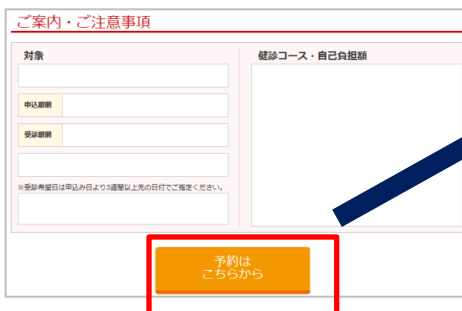 ご案内・ご注意事項
対象
健診コース・自己負担額
申込期間
受診期間
※受診希望日は申込み日より3週間以上先の日付でご指定ください。
予約は
こちらから